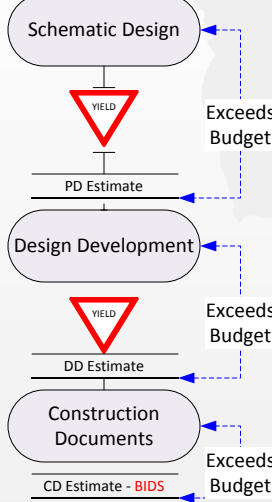 Schematic Design
YIELD
Exceeds
Budget
PD Estimate
Design Development
YIELD
Exceeds
Budget
DD Estimate
Construction
Documents
Exceeds
Budget
CD Estimate - BIDS